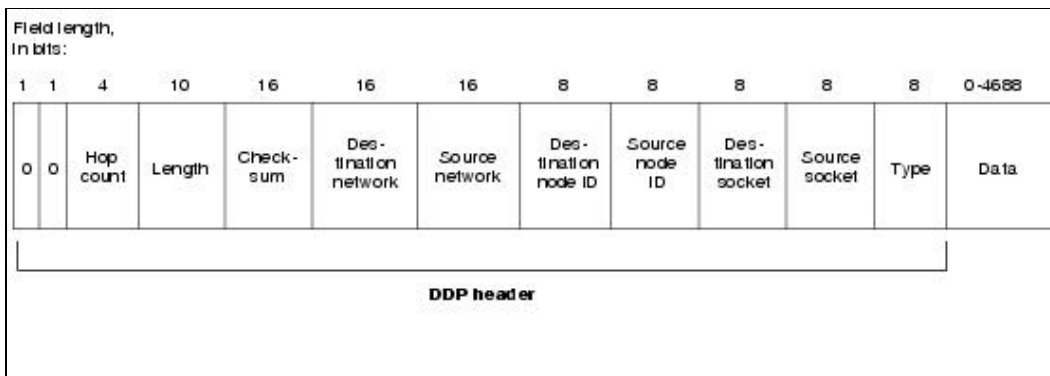 Field length,
in bits:
1 1 4 10 16 16 16 8 8 8 8 8 0-4688
0 0 Hop count Length Check-sum Des-tination network Source network Des-tination node ID Source node ID Des-tination socket Source socket Type Data
DDP header